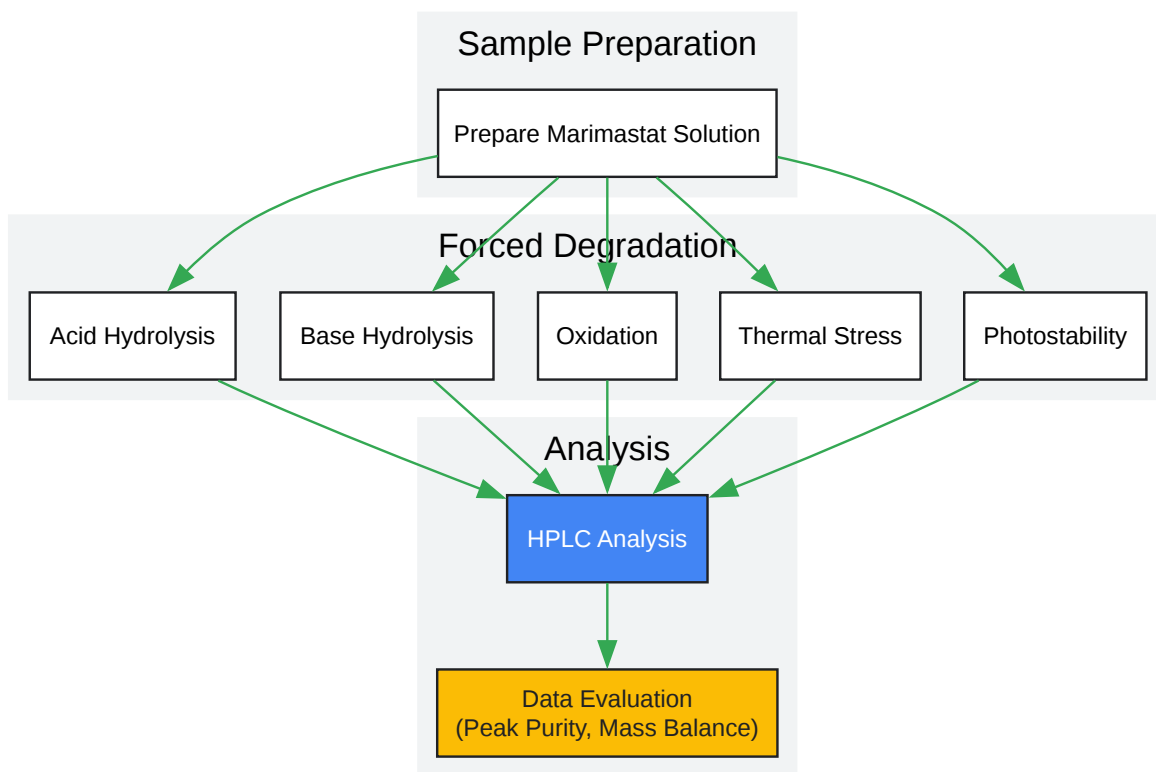 Sample Preparation
Prepare Marimastat Solution
Forced Degradation
Acid Hydrolysis
Base Hydrolysis
Oxidation
Thermal Stress
Photostability
Analysis
HPLC Analysis
Data Evaluation
(Peak Purity, Mass Balance)